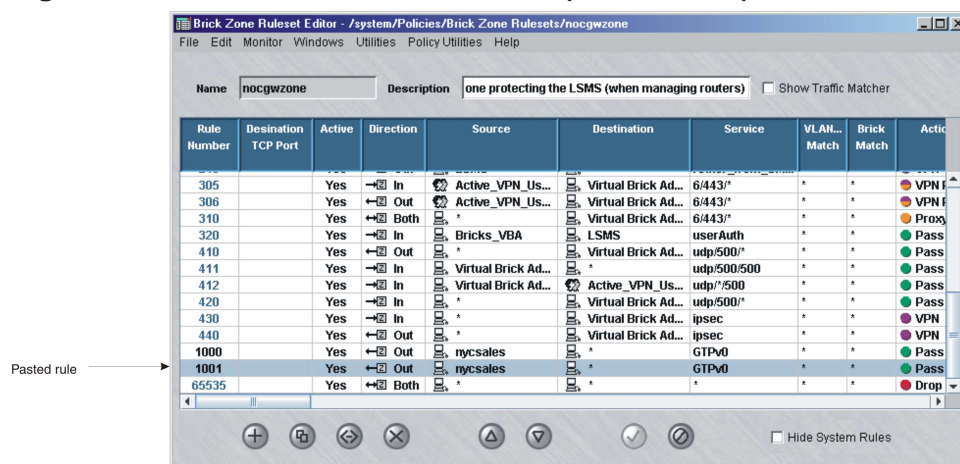 Brick Zone Ruleset Editor - /system/Policies/Brick Zone Rulesets/nocgwzone
File Edit Monitor Windows Utilities Policy Utilities Help
Name nocgwzone Description one protecting the LSMS (when managing routers) Show Traffic Matcher
Rule Number Desination TCP Port Active Direction Source Destination Service VLAN... Match Brick Match Actio
305 Yes In Active_VPN_Us... Virtual Brick Ad... 6/443/* * * VPN P
306 Yes Out Active_VPN_Us... Virtual Brick Ad... 6/443/* * * VPN P
310 Yes Both * Virtual Brick Ad... 6/443/* * * Proxy
320 Yes In Bricks_VBA LSMS userAuth * * Pass
410 Yes Out * Virtual Brick Ad... udp/500/* * * Pass
411 Yes In Virtual Brick Ad... * udp/500/500 * * Pass
412 Yes In Virtual Brick Ad... Active_VPN_Us... udp/*/500 * * Pass
420 Yes In * Virtual Brick Ad... udp/500/* * * Pass
430 Yes In * Virtual Brick Ad... ipsec * * VPN
440 Yes Out * Virtual Brick Ad... ipsec * * VPN
1000 Yes Out nycsales * GTPv0 * * Pass
Pasted rule 1001 Yes Out nycsales * GTPv0 * * Pass
65535 Yes Both * * * * * Drop
Hide System Rules